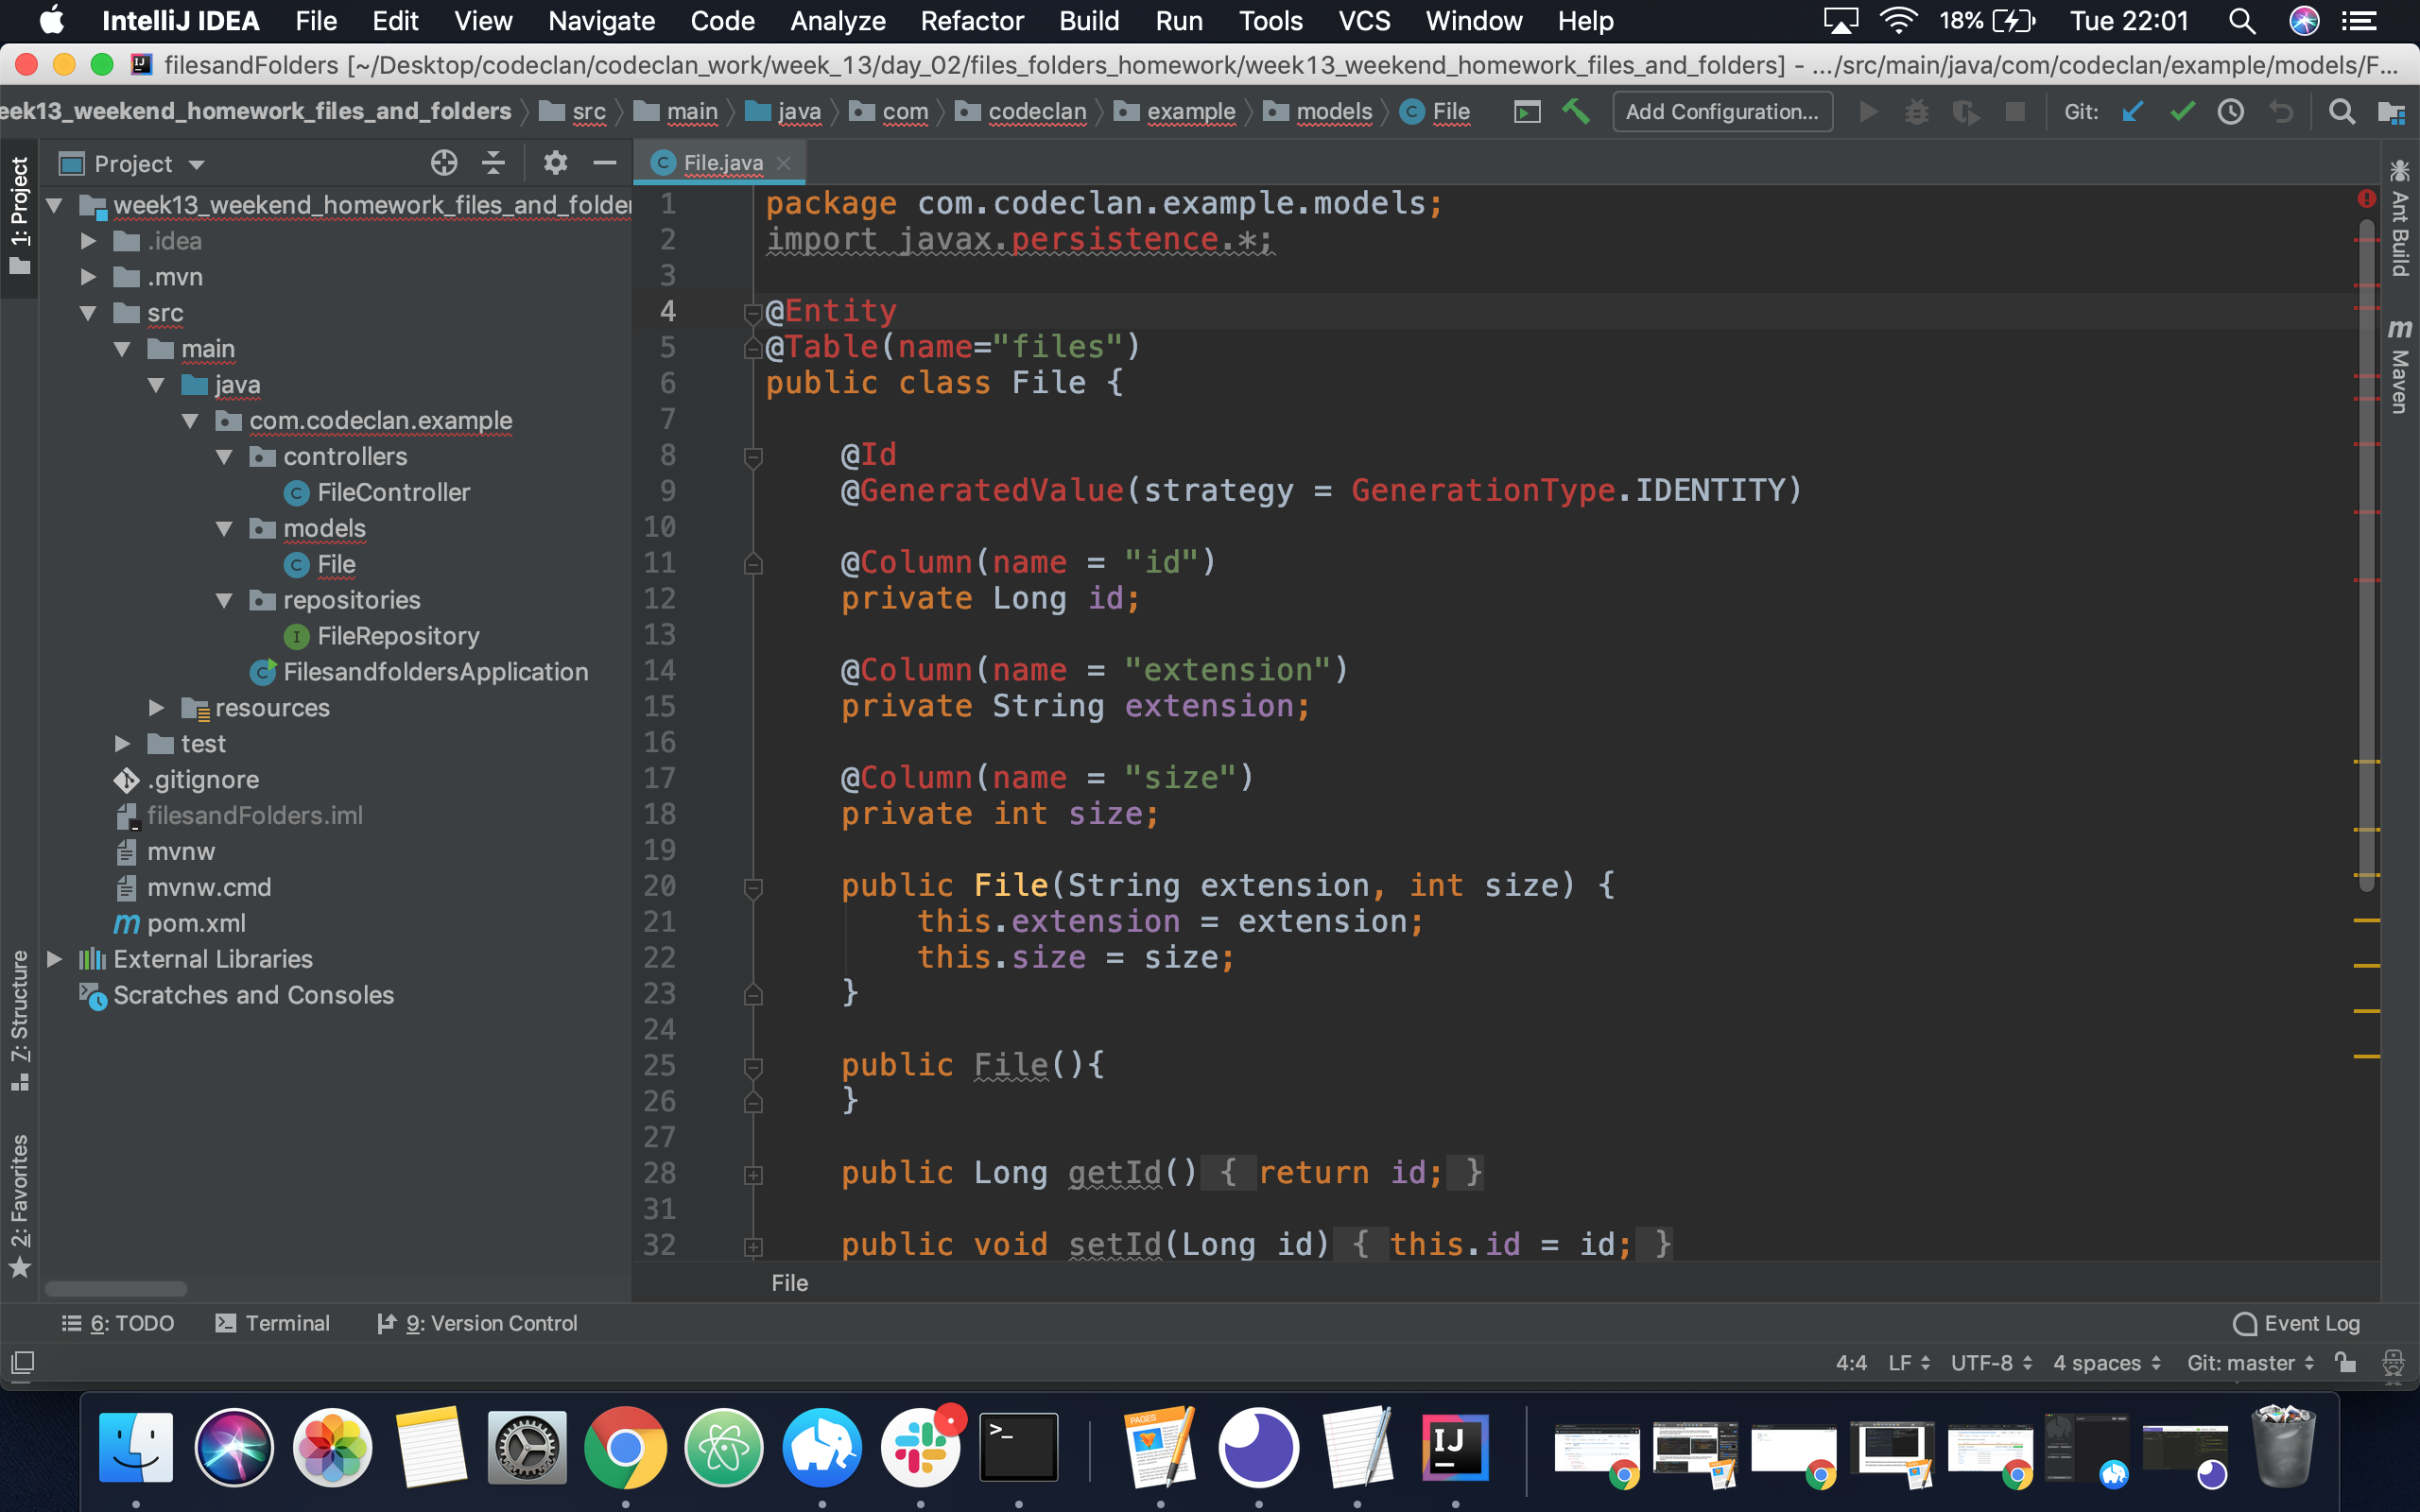 IntelliJ IDEA File Edit View Navigate Code Analyze Refactor Build Run Tools VCS Window Help 18% Tue 22:01
filesandFolders [~/Desktop/codeclan/codeclan_work/week_13/day_02/files_folders_homework/week13_weekend_homework_files_and_folders] - .../src/main/java/com/codeclan/example/models/F...
eek13_weekend_homework_files_and_folders src main java com codeclan example models File Add Configuration... Git:
1: Project
7: Structure
2: Favorites
Project
week13_weekend_homework_files_and_folder
.idea
.mvn
src
main
java
com.codeclan.example
controllers
FileController
models
File
repositories
FileRepository
FilesandfoldersApplication
resources
test
.gitignore
filesandFolders.iml
mvnw
mvnw.cmd
pom.xml
External Libraries
Scratches and Consoles
File.java
1 package com.codeclan.example.models;
2 import javax.persistence.*;
3
4 @Entity
5 @Table(name="files")
6 public class File {
7
8 @Id
9 @GeneratedValue(strategy = GenerationType.IDENTITY)
10
11 @Column(name = "id")
12 private Long id;
13
14 @Column(name = "extension")
15 private String extension;
16
17 @Column(name = "size")
18 private int size;
19
20 public File(String extension, int size) {
21 this.extension = extension;
22 this.size = size;
23 }
24
25 public File(){
26 }
27
28 public Long getId() { return id; }
31
32 public void setId(Long id) { this.id = id; }
File
Ant Build
Maven
6: TODO Terminal 9: Version Control Event Log
4:4 LF UTF-8 4 spaces Git: master
PAGES
IJ